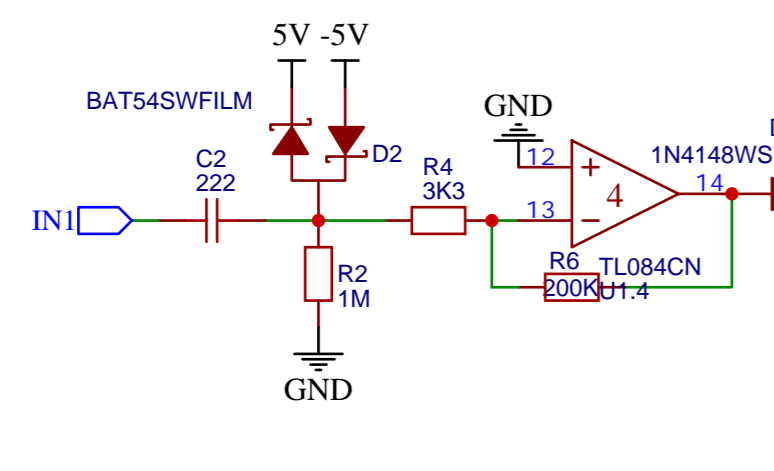 5V -5V
BAT54SWFILM
GND
D2
C2
222
R4
3K3
12
+
1N4148WS
14
4
IN1
13
−
R6
200K
TL084CN
U1.4
R2
1M
GND